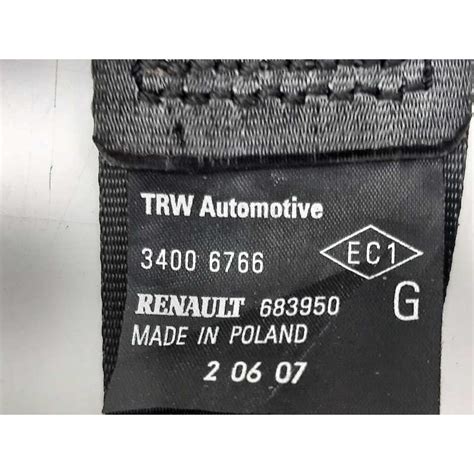 TRW Automotive
3400 6766
EC1
RENAULT 683950
G
MADE IN POLAND
2 06 07